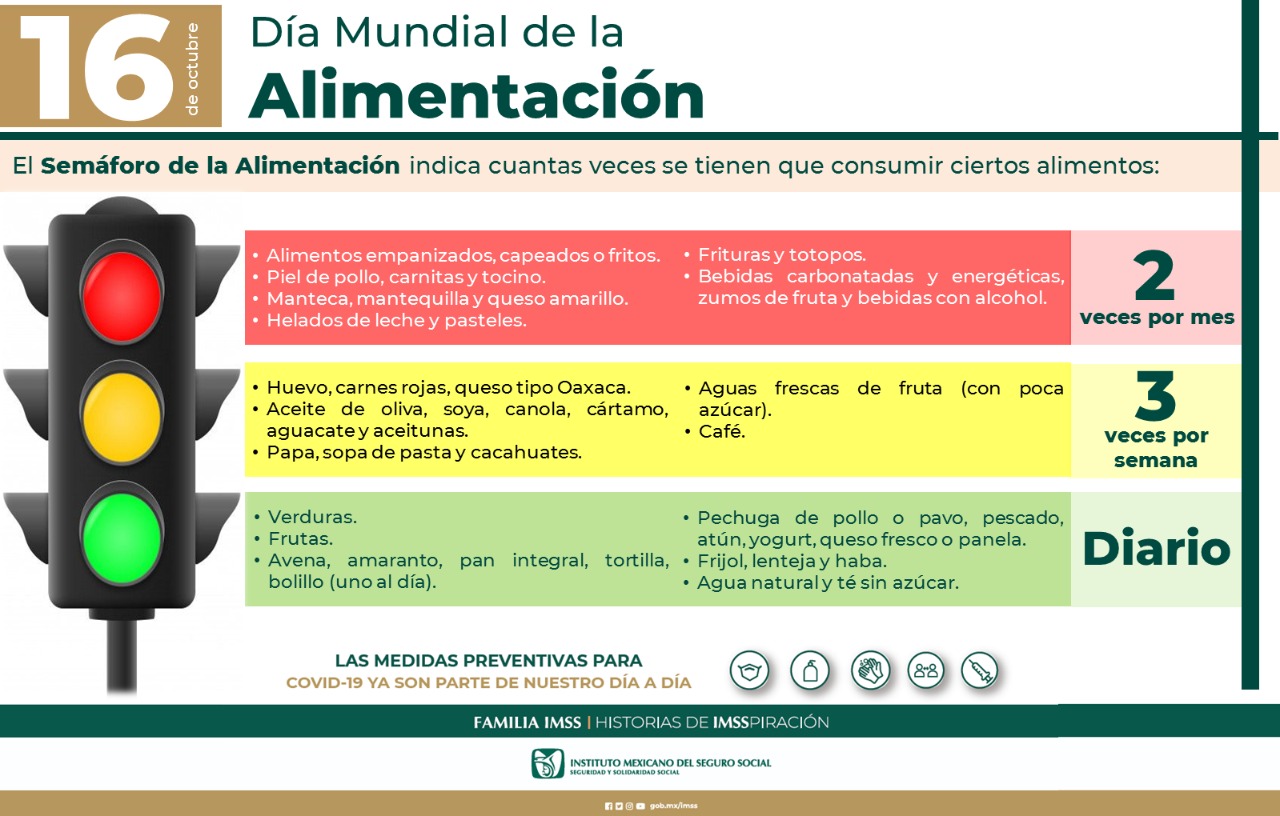 16
de octubre
Día Mundial de la
Alimentación
El Semáforo de la Alimentación indica cuantas veces se tienen que consumir ciertos alimentos:
• Alimentos empanizados, capeados o fritos.
• Piel de pollo, carnitas y tocino.
• Manteca, mantequilla y queso amarillo.
• Helados de leche y pasteles.
• Frituras y totopos.
• Bebidas carbonatadas y energéticas,
zumos de fruta y bebidas con alcohol.
2
veces por mes
• Huevo, carnes rojas, queso tipo Oaxaca.
• Aceite de oliva, soya, canola, cártamo,
aguacate y aceitunas.
• Papa, sopa de pasta y cacahuates.
• Aguas frescas de fruta (con poca
azúcar).
• Café.
3
veces por
semana
• Verduras.
• Frutas.
• Avena, amaranto, pan integral, tortilla,
bolillo (uno al día).
• Pechuga de pollo o pavo, pescado,
atún, yogurt, queso fresco o panela.
• Frijol, lenteja y haba.
• Agua natural y té sin azúcar.
Diario
LAS MEDIDAS PREVENTIVAS PARA
COVID-19 YA SON PARTE DE NUESTRO DÍA A DÍA
FAMILIA IMSS | HISTORIAS DE IMSSPIRACIÓN
INSTITUTO MEXICANO DEL SEGURO SOCIAL
SEGURIDAD Y SOLIDARIDAD SOCIAL
gob.mx/imss